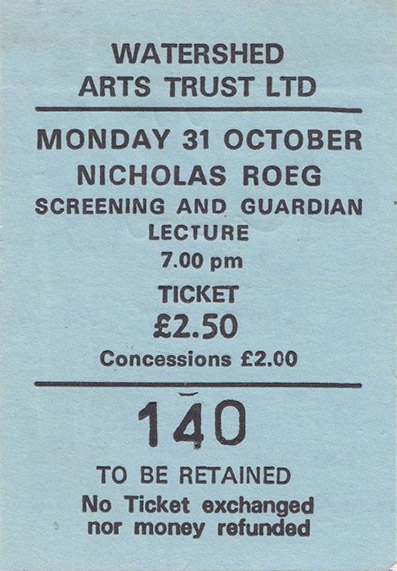 WATERSHED
ARTS TRUST LTD
MONDAY 31 OCTOBER
NICHOLAS ROEG
SCREENING AND GUARDIAN
LECTURE
7.00 pm
TICKET
£2.50
Concessions £2.00
140
TO BE RETAINED
No Ticket exchanged
nor money refunded